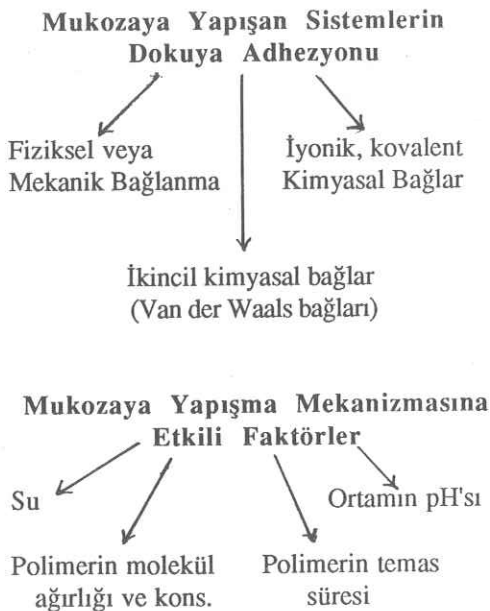 Mukozaya Yapışan Sistemlerin
Dokuya Adhezyonu
Fiziksel veya
Mekanik Bağlanma
İyonik, kovalent
Kimyasal Bağlar
İkincil kimyasal bağlar
(Van der Waals bağları)
Mukozaya Yapışma Mekanizmasına
Etkili Faktörler
Su
Ortamın pH'sı
Polimerin molekül
ağırlığı ve kons.
Polimerin temas
süresi